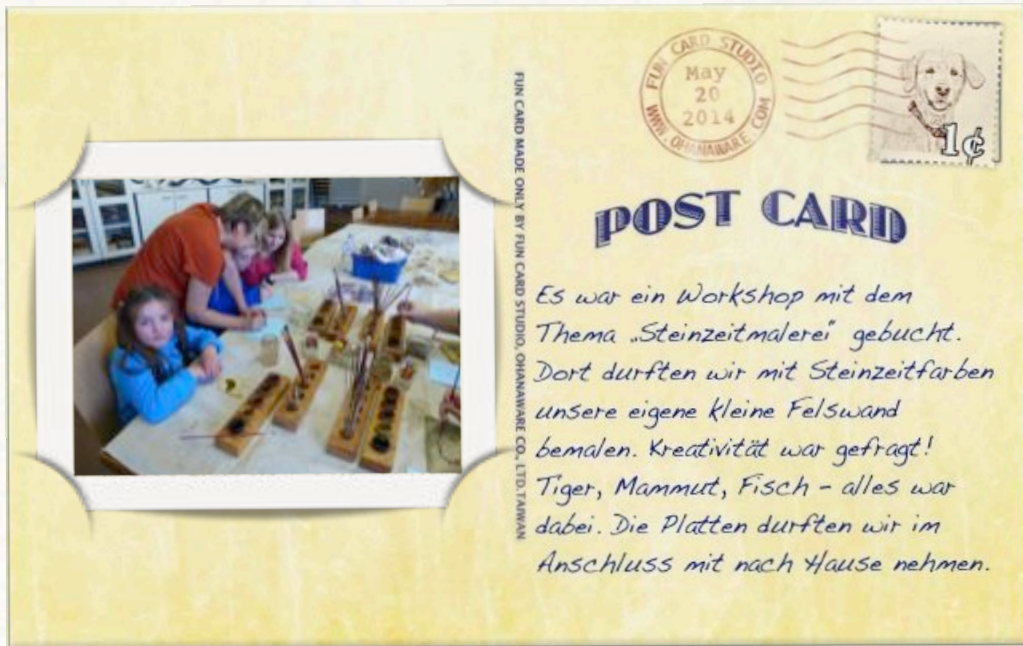 FUN CARD STUDIO
May
20
2014
WWW.OHANAWARE.COM
1¢
POST CARD
FUN CARD MADE ONLY BY FUN CARD STUDIO, OHANAWARE CO., LTD.TAIWAN
Es war ein Workshop mit dem
Thema „Steinzeitmalerei" gebucht.
Dort durften wir mit Steinzeitfarben
unsere eigene kleine Felswand
bemalen. Kreativität war gefragt!
Tiger, Mammut, Fisch - alles war
dabei. Die Platten durften wir im
Anschluss mit nach Hause nehmen.